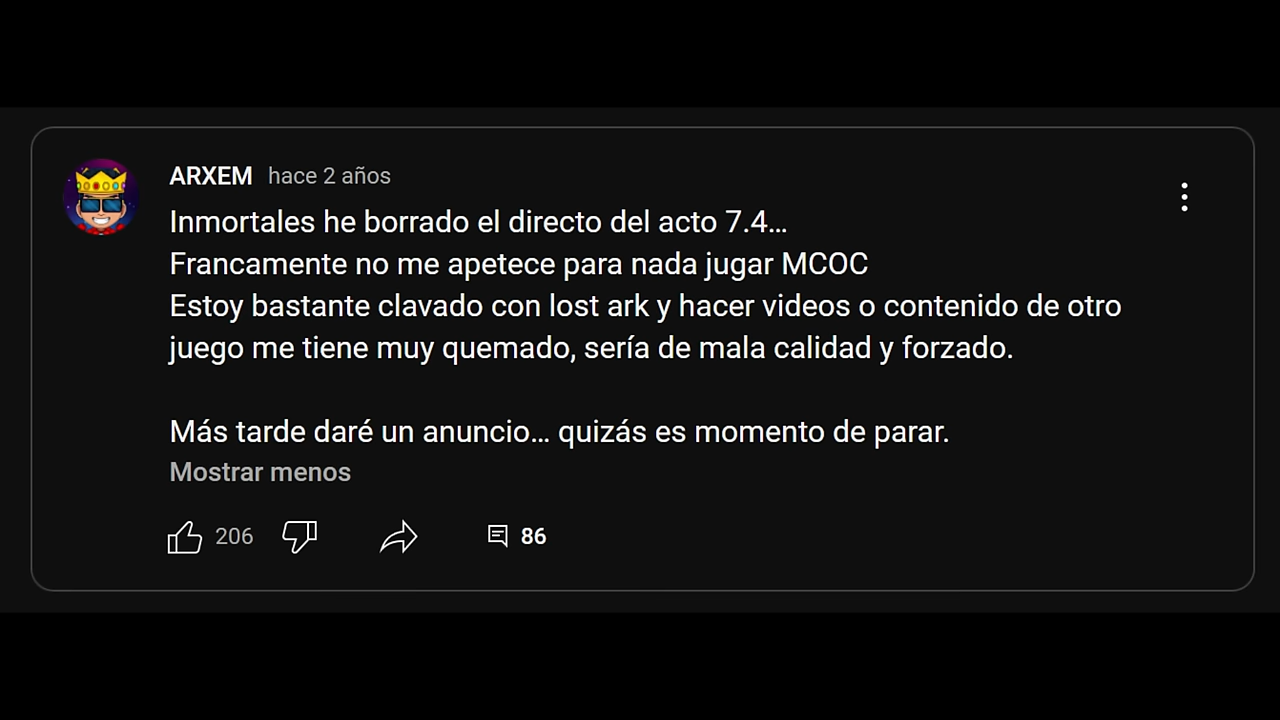 ARXEM hace 2 años
Inmortales he borrado el directo del acto 7.4...
Francamente no me apetece para nada jugar MCOC
Estoy bastante clavado con lost ark y hacer videos o contenido de otro
juego me tiene muy quemado, sería de mala calidad y forzado.
Más tarde daré un anuncio... quizás es momento de parar.
Mostrar menos
206 86